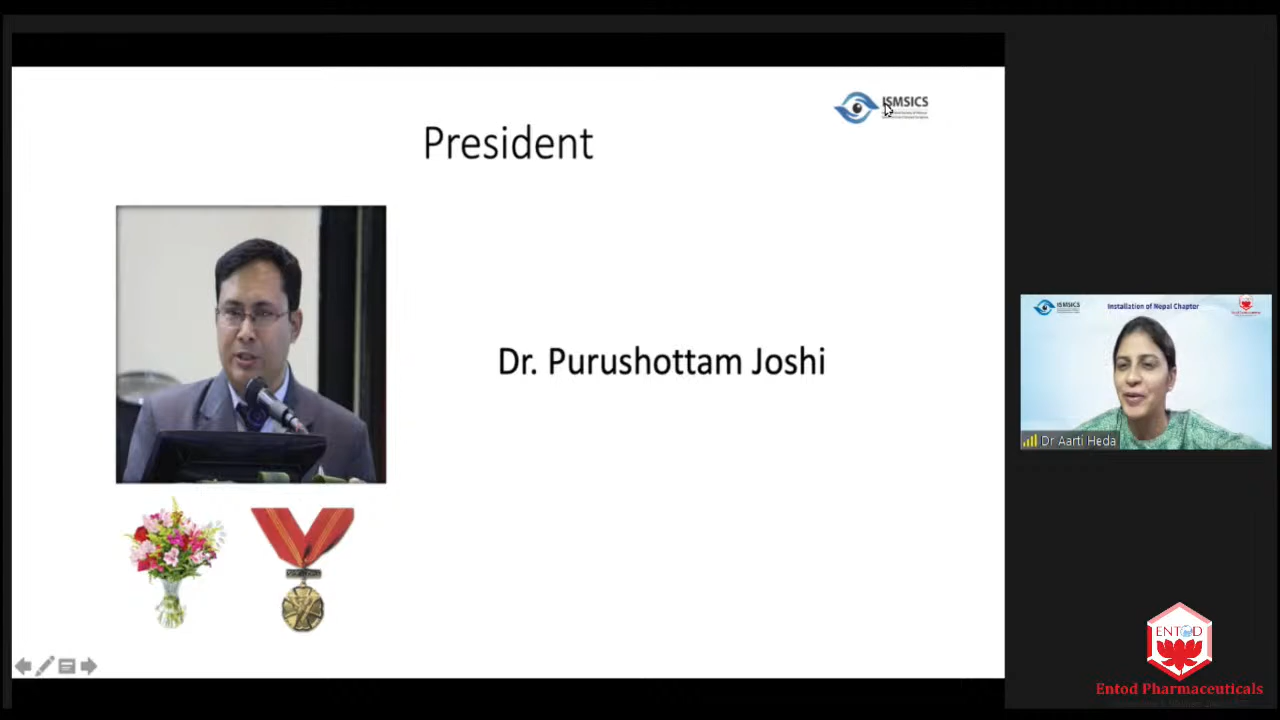 ISMSICS
President
Dr. Purushottam Joshi
ISMSICS
Installation of Nepal Chapter
Dr Aarti Heda
ENTOD
Entod Pharmaceuticals